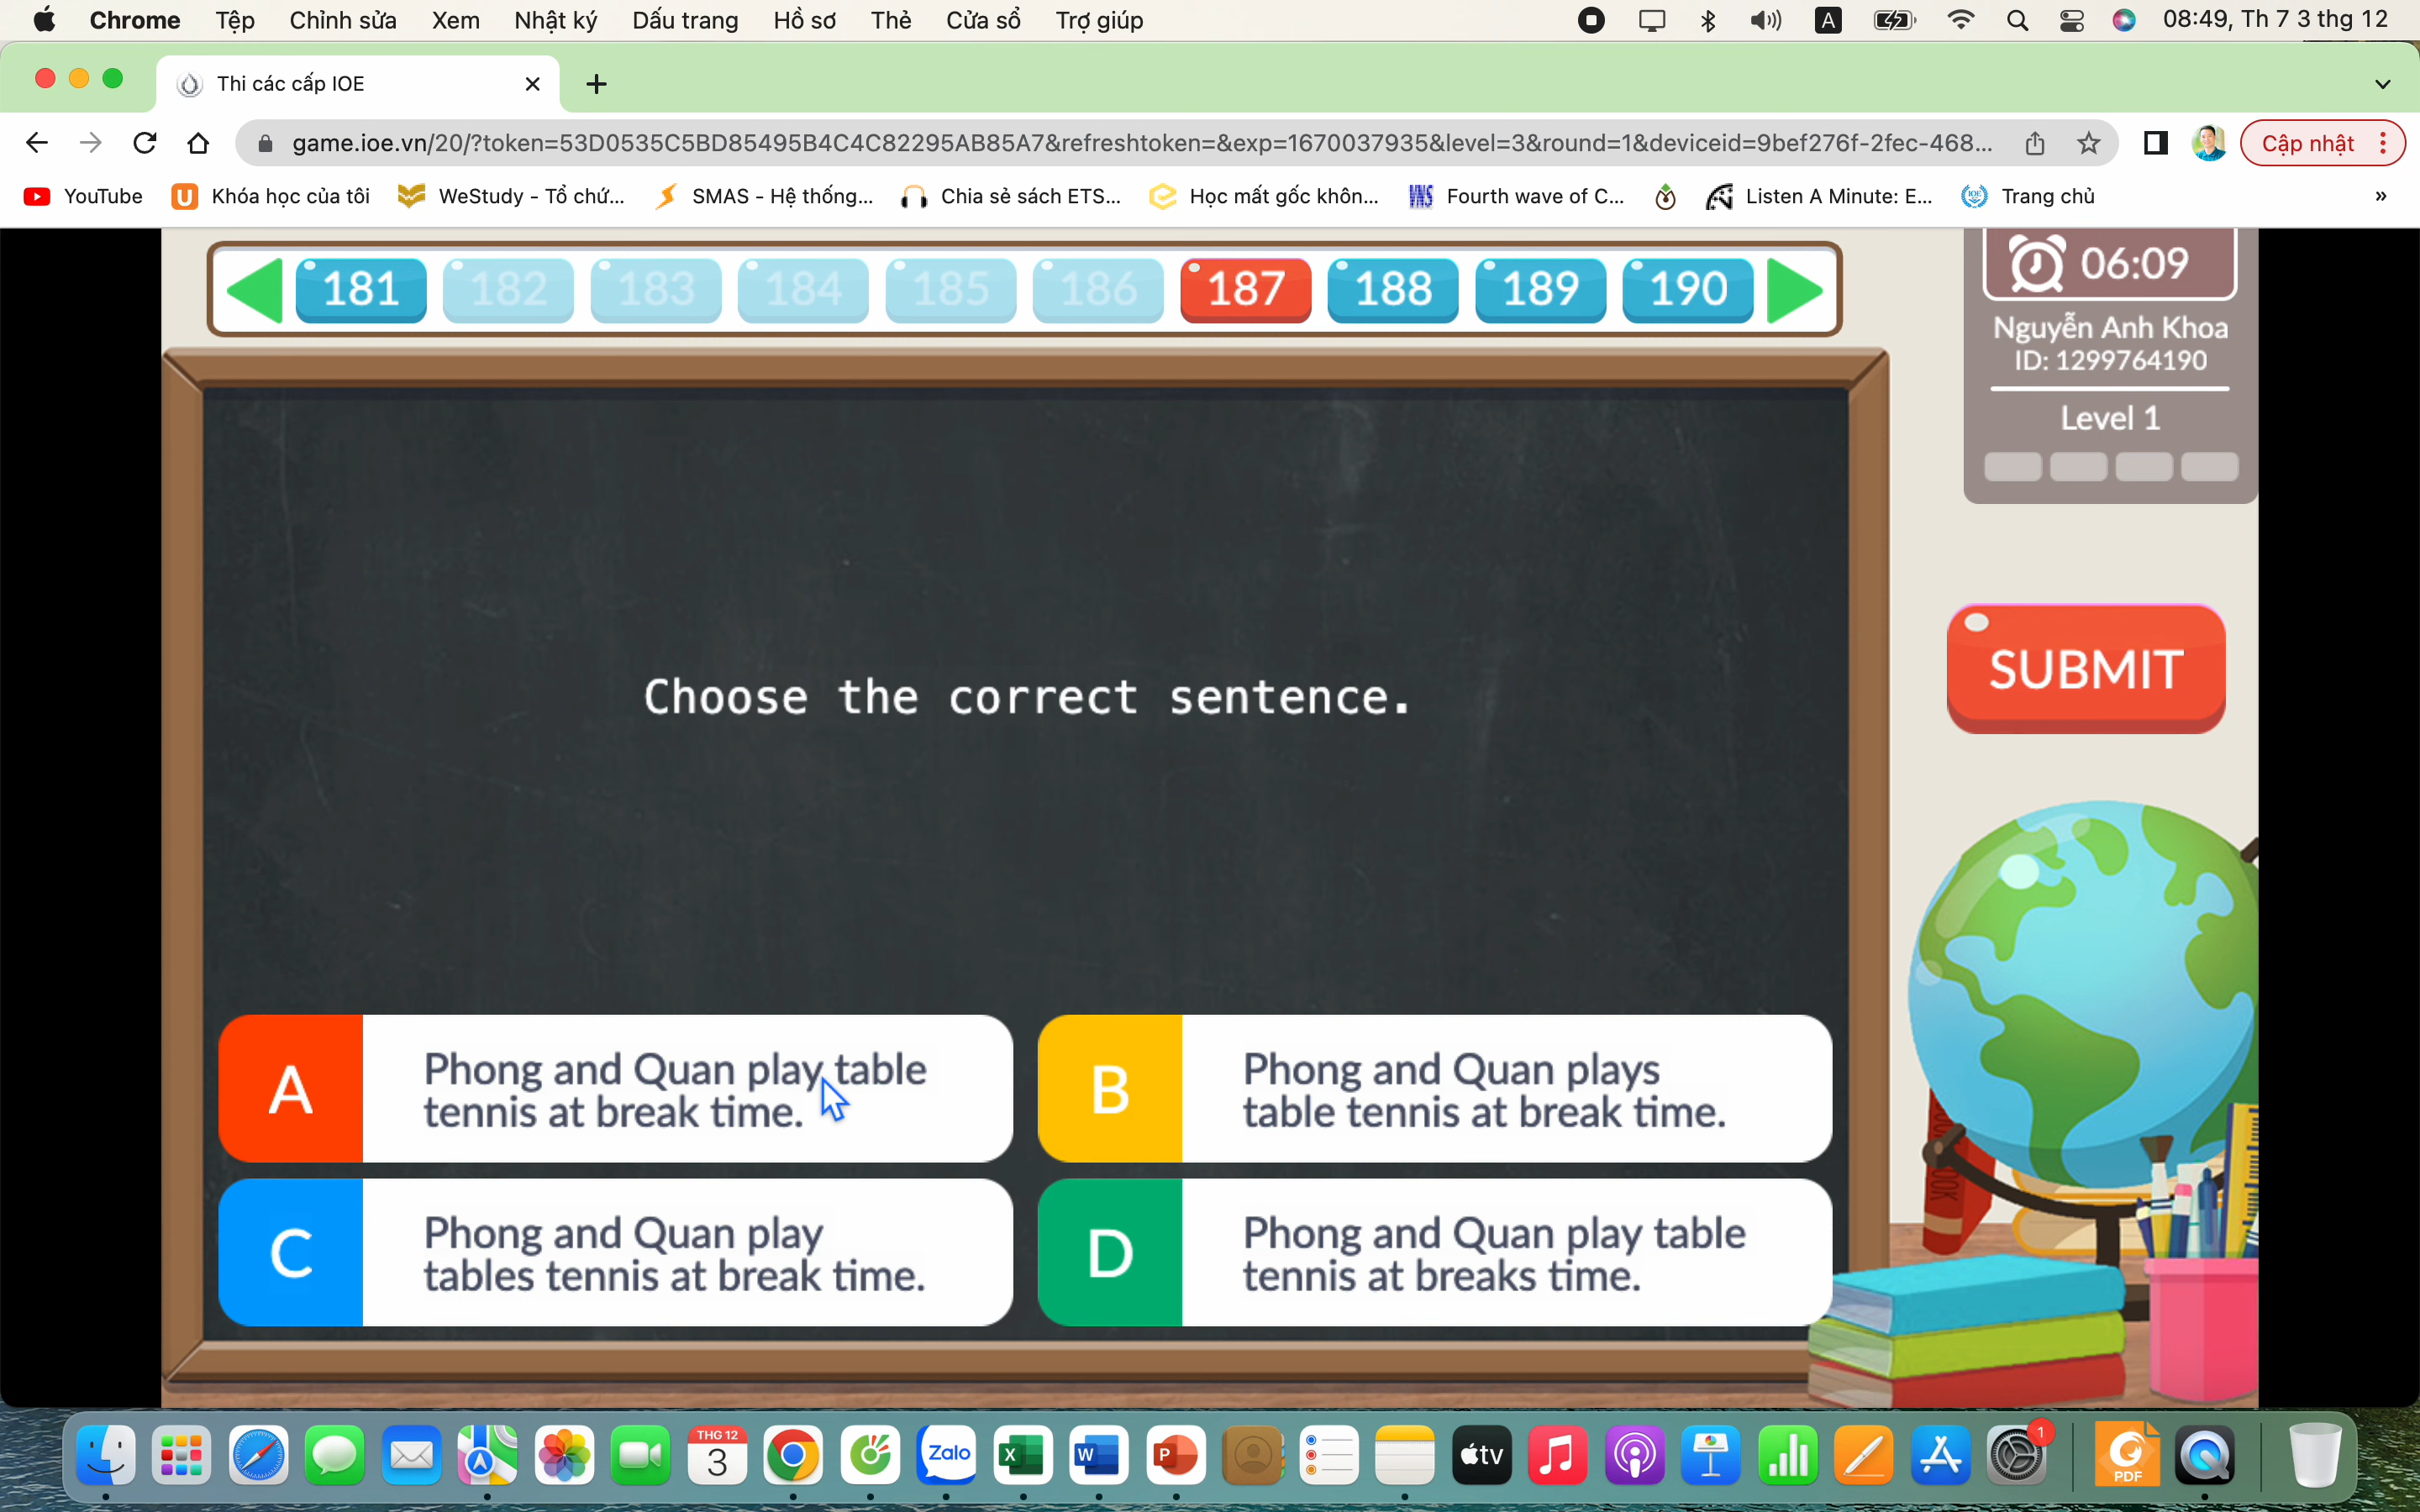 Chrome Tệp Chỉnh sửa Xem Nhật ký Dấu trang Hồ sơ Thẻ Cửa sổ Trợ giúp A 08:49, Th 7 3 thg 12
Thi các cấp IOE
game.ioe.vn/20/?token=53D0535C5BD85495B4C4C82295AB85A7&refreshtoken=&exp=1670037935&level=3&round=1&deviceid=9bef276f-2fec-468... Cập nhật
YouTube Khóa học của tôi WeStudy - Tổ chứ... SMAS - Hệ thống... Chia sẻ sách ETS... Học mất gốc khôn... Fourth wave of C... Listen A Minute: E... Trang chủ »
181 182 183 184 185 186 187 188 189 190
06:09
Nguyễn Anh Khoa
ID: 1299764190
Level 1
Choose the correct sentence.
SUBMIT
A Phong and Quan play table
tennis at break time.
B Phong and Quan plays
table tennis at break time.
C Phong and Quan play
tables tennis at break time.
D Phong and Quan play table
tennis at breaks time.
BOOK
THG 12
3
Zalo
X
W
P
tv
1
PDF